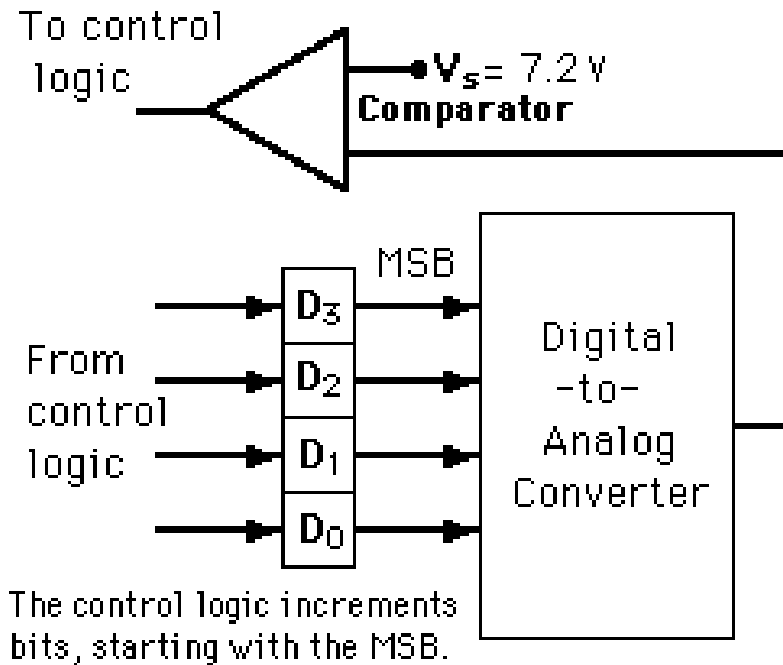 To control
logic
Vs= 7.2 V
Comparator
MSB
D3
D2
D1
D0
From
control
logic
Digital
-to-
Analog
Converter
The control logic increments
bits, starting with the MSB.